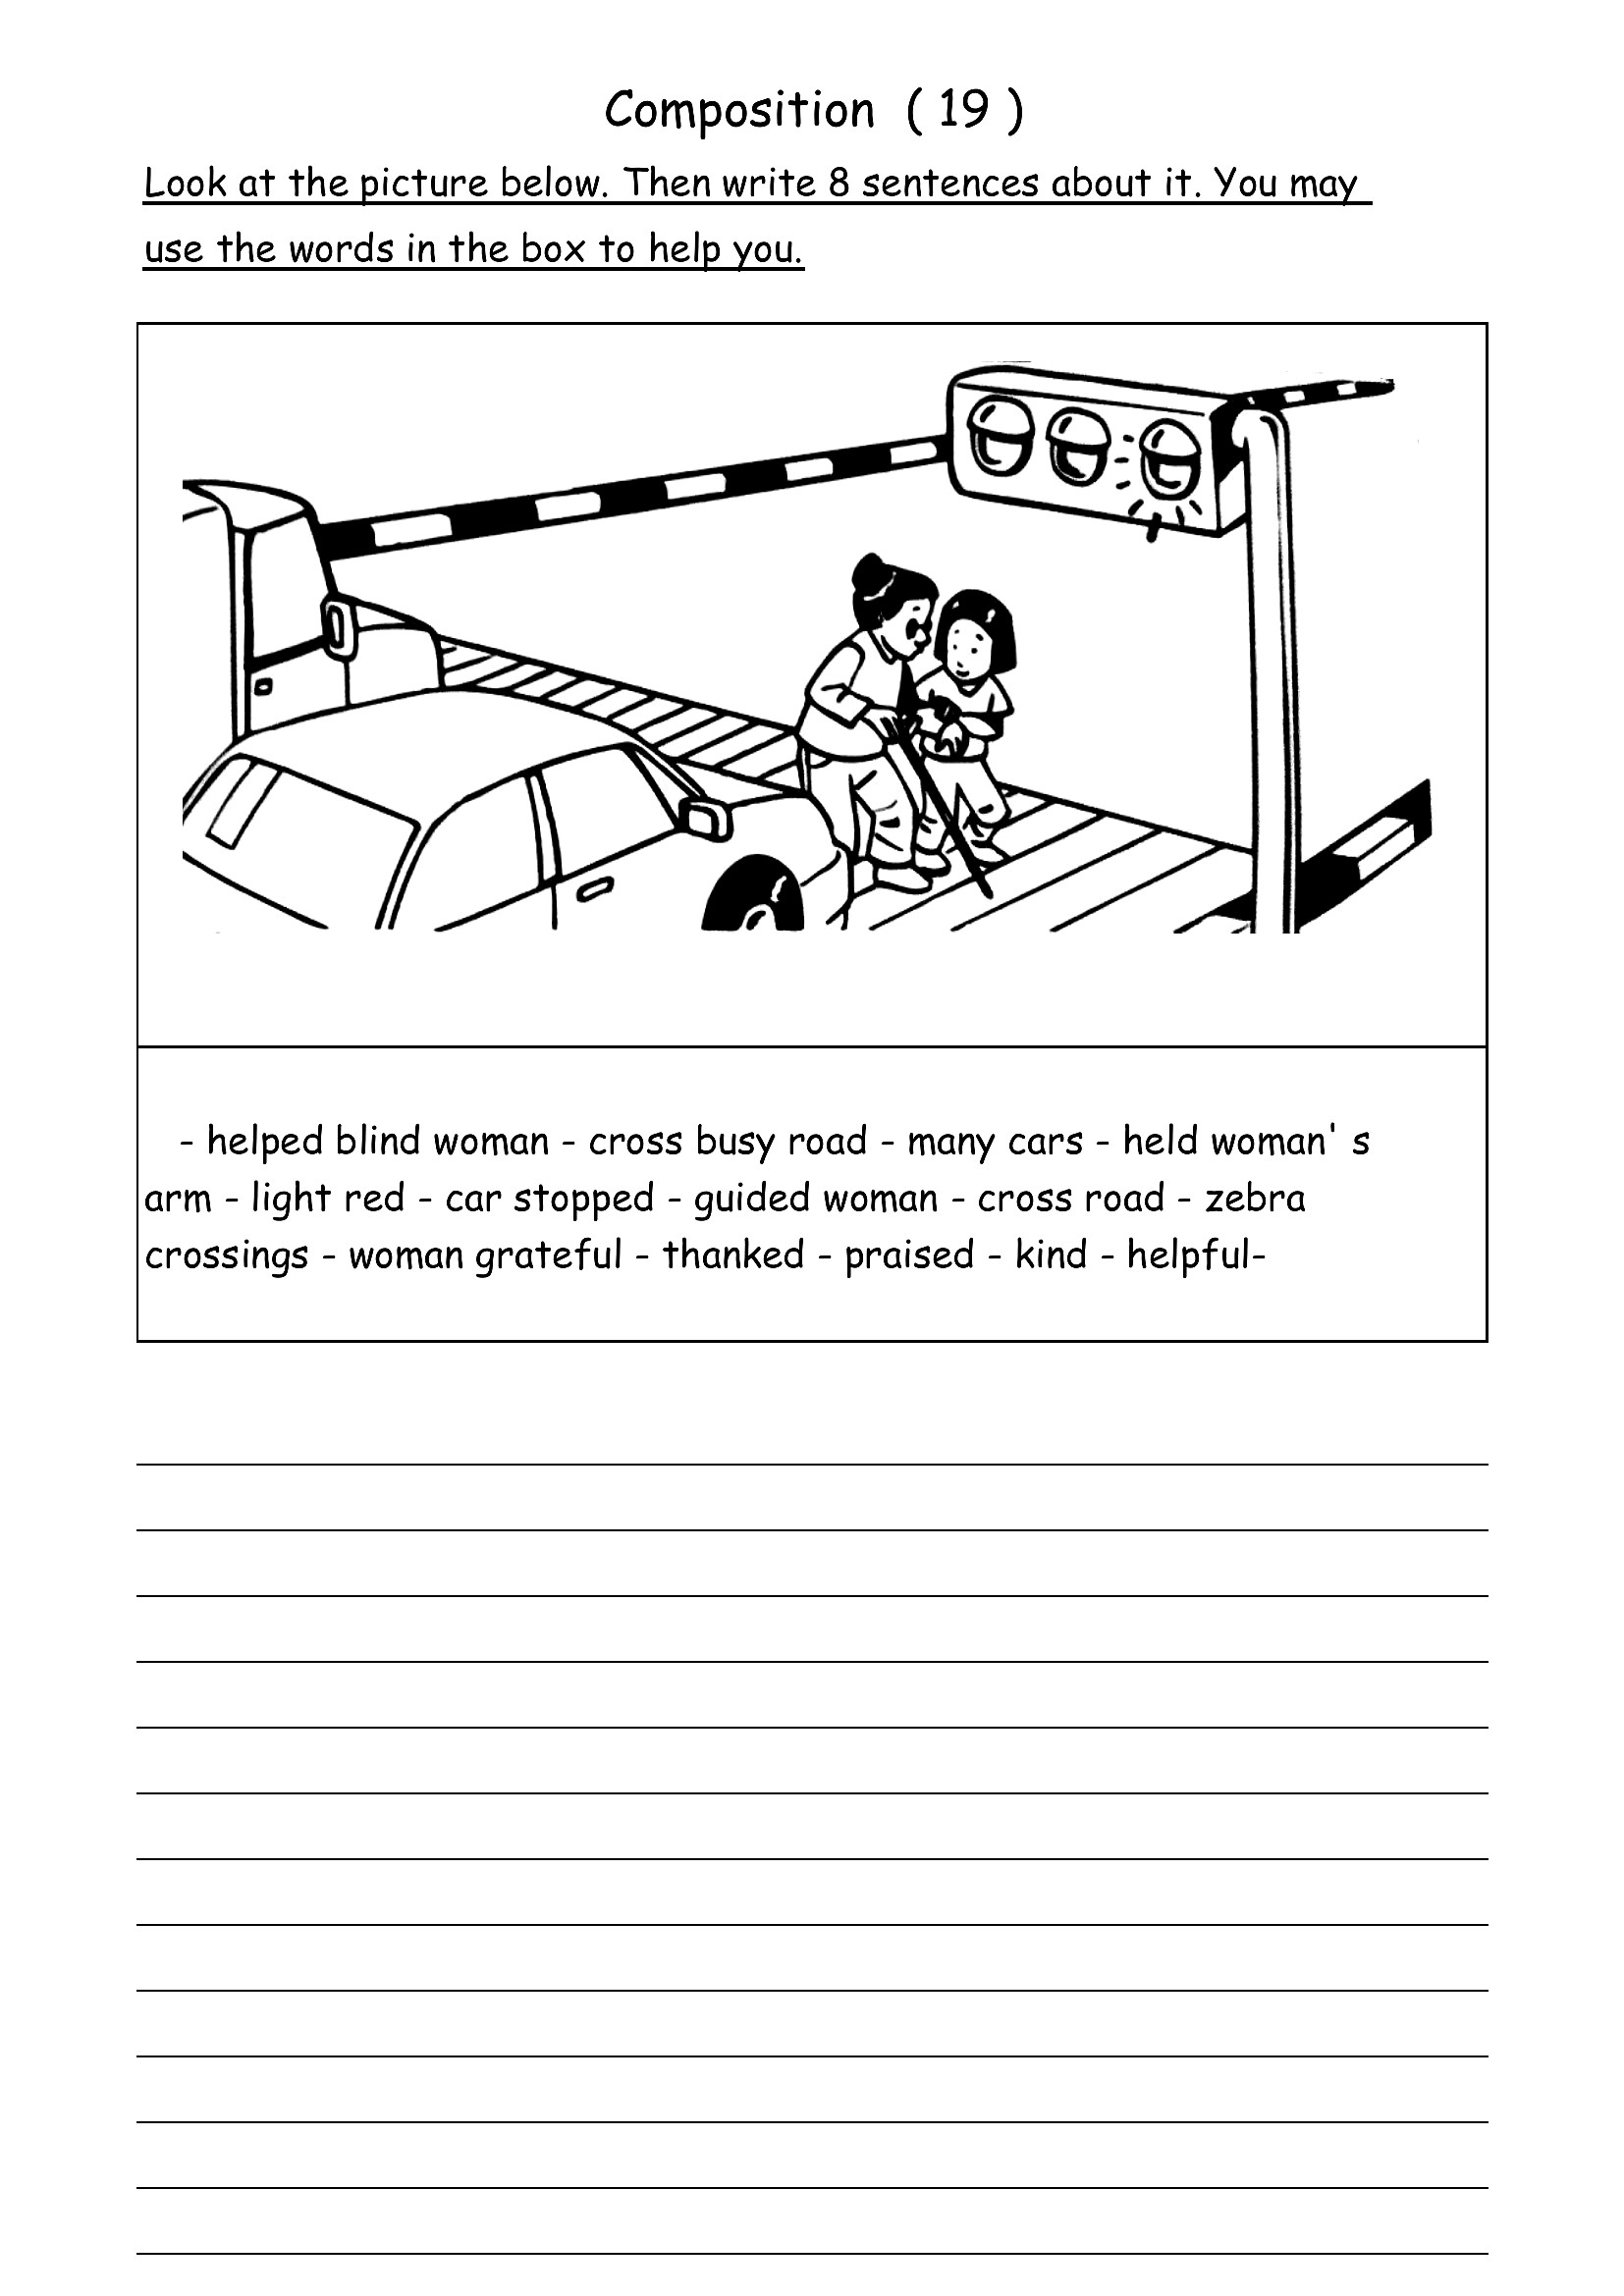 Composition ( 19 )
Look at the picture below. Then write 8 sentences about it. You may
use the words in the box to help you.
- helped blind woman - cross busy road - many cars - held woman' s
arm - light red - car stopped - guided woman - cross road - zebra
crossings - woman grateful - thanked - praised - kind - helpful-